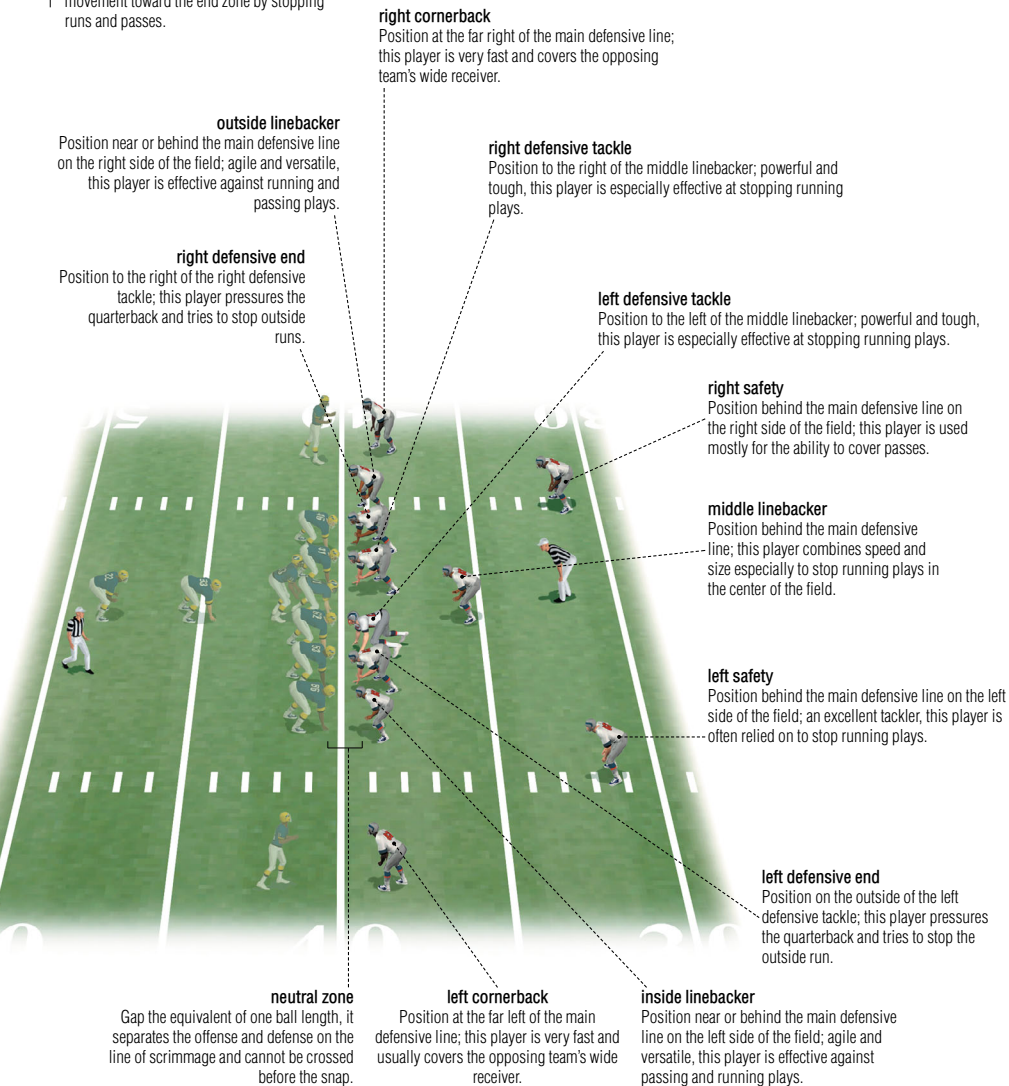 movement toward the end zone by stopping
runs and passes.
right cornerback
Position at the far right of the main defensive line;
this player is very fast and covers the opposing
team's wide receiver.
outside linebacker
Position near or behind the main defensive line
on the right side of the field; agile and versatile,
this player is effective against running and
passing plays.
right defensive tackle
Position to the right of the middle linebacker; powerful and
tough, this player is especially effective at stopping running
plays.
right defensive end
Position to the right of the right defensive
tackle; this player pressures the
quarterback and tries to stop outside
runs.
left defensive tackle
Position to the left of the middle linebacker; powerful and tough,
this player is especially effective at stopping running plays.
right safety
Position behind the main defensive line on
the right side of the field; this player is used
mostly for the ability to cover passes.
middle linebacker
Position behind the main defensive
line; this player combines speed and
size especially to stop running plays in
the center of the field.
left safety
Position behind the main defensive line on the left
side of the field; an excellent tackler, this player is
often relied on to stop running plays.
left defensive end
Position on the outside of the left
defensive tackle; this player pressures
the quarterback and tries to stop the
outside run.
neutral zone
Gap the equivalent of one ball length, it
separates the offense and defense on the
line of scrimmage and cannot be crossed
before the snap.
left cornerback
Position at the far left of the main
defensive line; this player is very fast and
usually covers the opposing team's wide
receiver.
inside linebacker
Position near or behind the main defensive
line on the left side of the field; agile and
versatile, this player is effective against
passing and running plays.
40